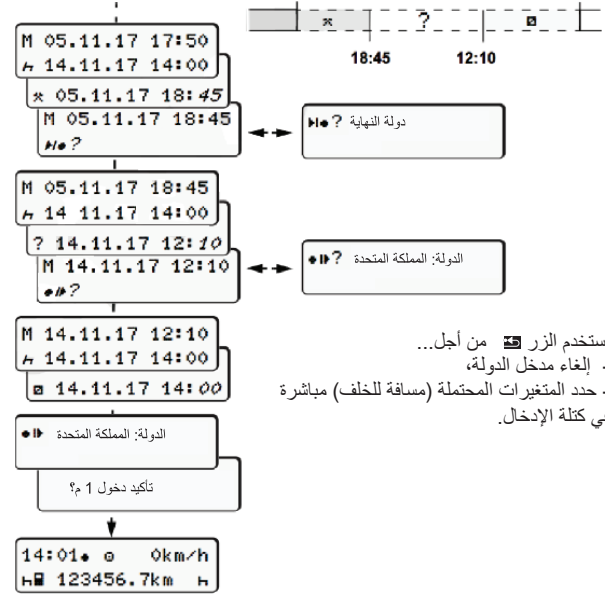 ?
18:45 12:10
M 05.11.17 17:50
14.11.17 14:00
05.11.17 18:45
M 05.11.17 18:45
?
? دولة النهاية
M 05.11.17 18:45
14 11.17 14:00
? 14.11.17 12:10
M 14.11.17 12:10
?
? الدولة: المملكة المتحدة
M 14.11.17 12:10
14.11.17 14:00
14.11.17 14:00
ستخدم الزر من أجل...
- إلغاء مدخل الدولة،
- حدد المتغيرات المحتملة (مسافة للخلف) مباشرة
ي كتلة الإدخال.
الدولة: المملكة المتحدة
تأكيد دخول 1 م؟
14:01 0km/h
123456.7km